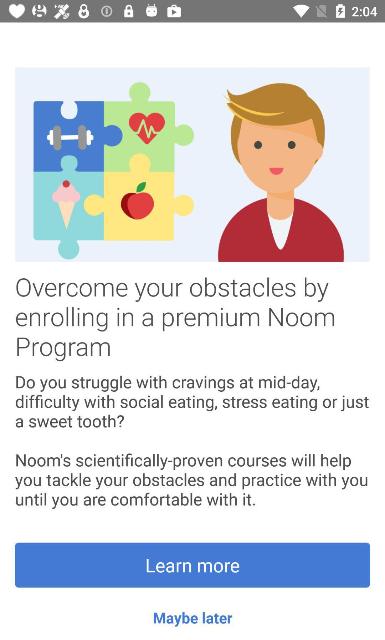 2:04
Overcome your obstacles by
enrolling in a premium Noom
Program
Do you struggle with cravings at mid-day,
difficulty with social eating, stress eating or just
a sweet tooth?
Noom's scientifically-proven courses will help
you tackle your obstacles and practice with you
until you are comfortable with it.
Learn more
Maybe later